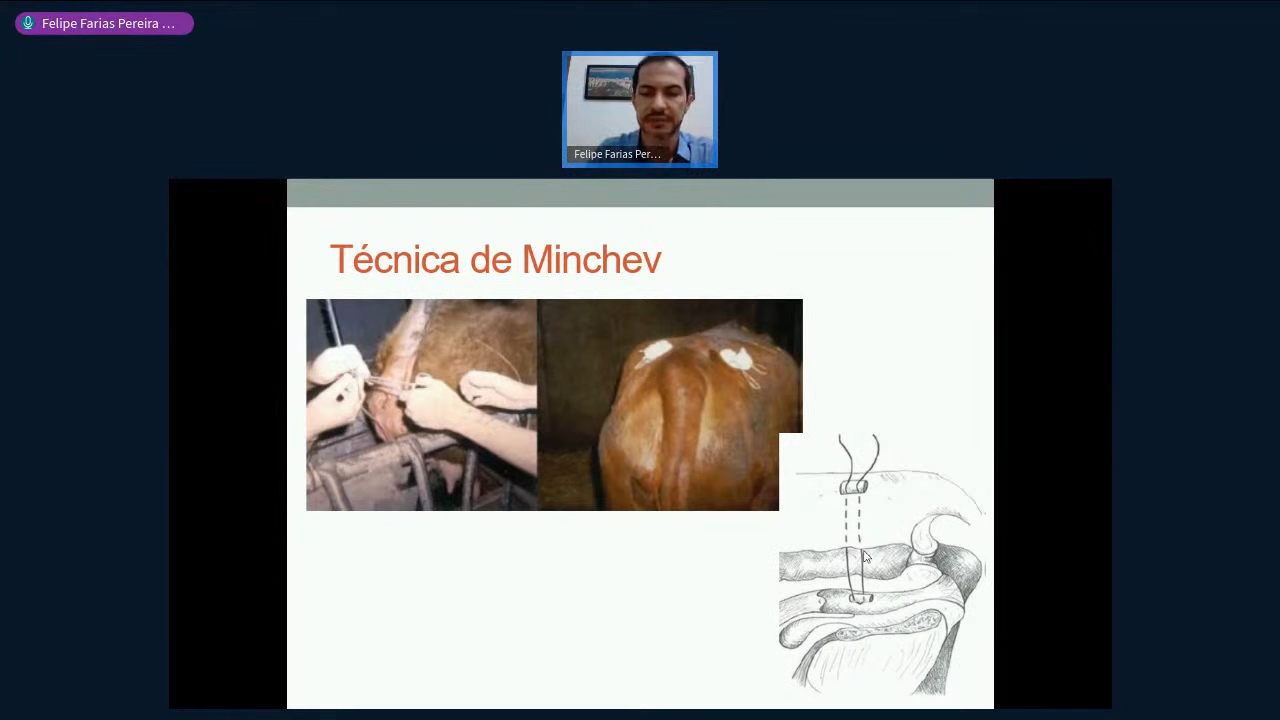 Felipe Farias Pereira …
Felipe Farias Per…
Técnica de Minchev